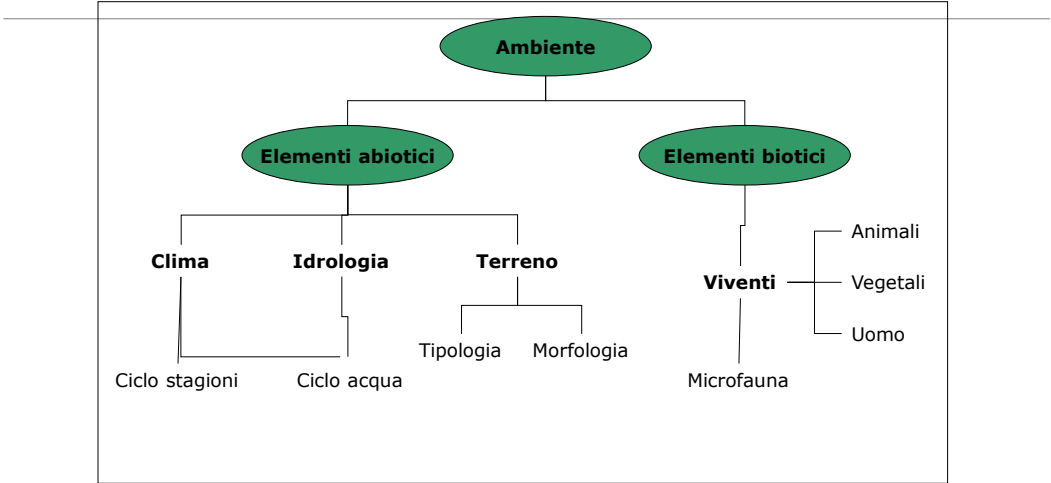 Ambiente
Elementi abiotici
Elementi biotici
Clima
Idrologia
Terreno
Viventi
Animali
Vegetali
Uomo
Tipologia
Morfologia
Ciclo stagioni
Ciclo acqua
Microfauna